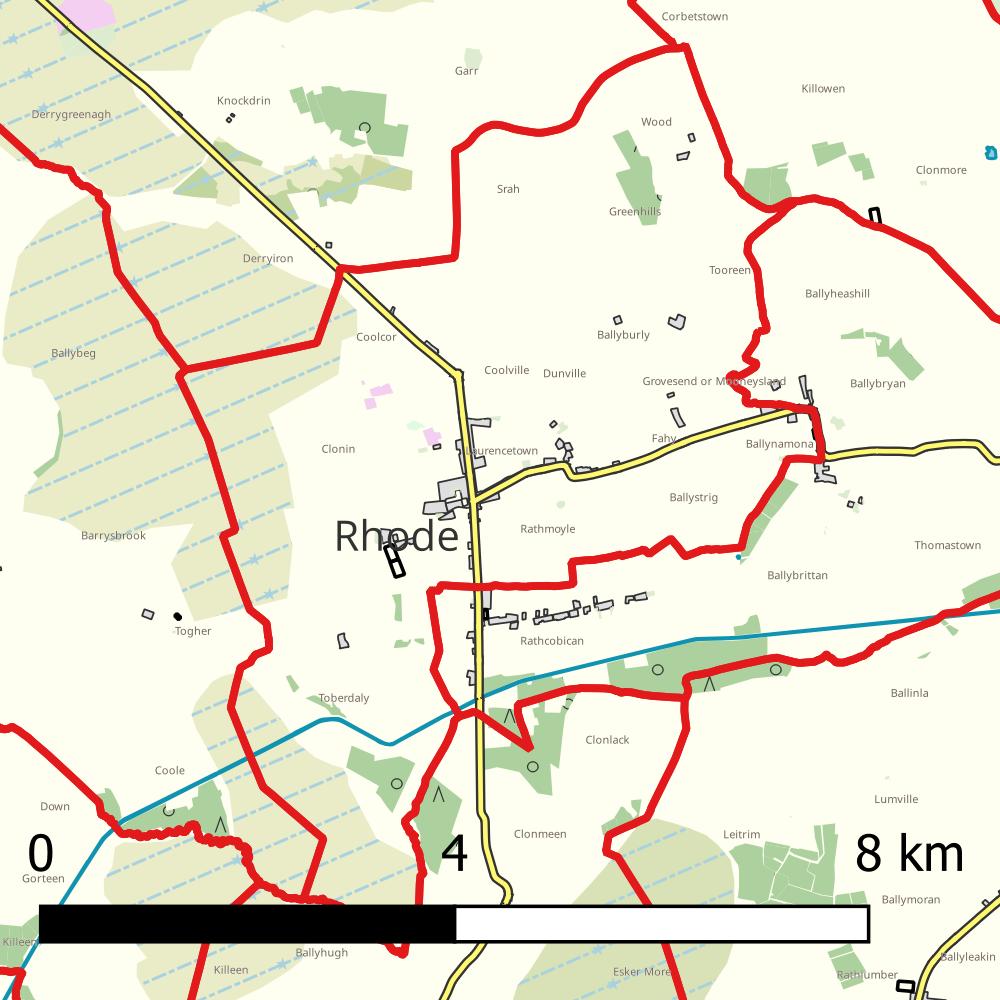 Corbetstown
Garr
Killowen
Knockdrin
Derrygreenagh
Wood
Clonmore
Srah
Greenhills
Derryiron
Tooreen
Ballyheashill
Coolcor
Ballyburly
Ballybeg
Coolville
Dunville
Grovesend or Mooneysland
Ballybryan
Clonin
Laurencetown
Fahy
Ballynamona
Ballystrig
Rhode
Rathmoyle
Barrysbrook
Thomastown
Ballybrittan
Togher
Rathcobican
Toberdaly
Ballinla
Clonlack
Coole
Down
Lumville
Clonmeen
Leitrim
0
4
8 km
Gorteen
Ballymoran
Killeen
Ballyhugh
Killeen
Esker More
Rathlumber
Ballyleakin